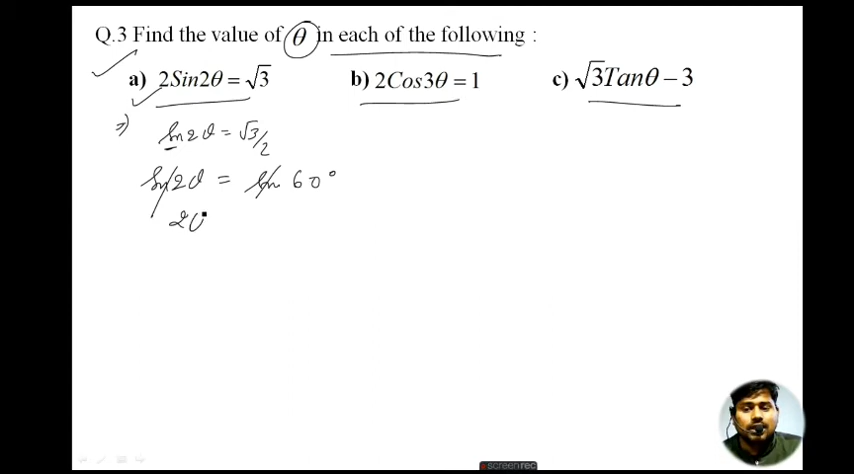 Q.3 Find the value of θ in each of the following :
a) 2Sin2θ = √3 b) 2Cos3θ = 1 c) √3Tanθ − 3
⇒) Sin2θ = √3/2
Sin2θ = Sin 60°
2θ
screenrec